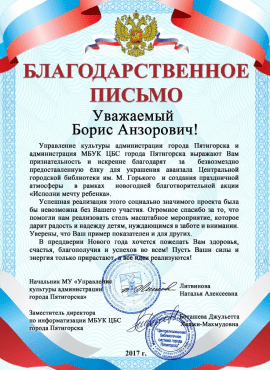 БЛАГОДАРСТВЕННОЕ
ПИСЬМО
Уважаемый
Борис Анзорович!
Управление культуры администрации города Пятигорска и
администрация МБУК ЦБС города Пятигорска выражают Вам
признательность и искренне благодарят за безвозмездно
предоставленную ёлку для украшения аванзала Центральной
городской библиотеки им. М. Горького и создания праздничной
атмосферы в рамках новогодней благотворительной акции
«Исполни мечту ребенка».
Успешная реализация этого социально значимого проекта была
бы невозможна без Вашего участия. Огромное спасибо за то, что
помогли нам реализовать столь масштабное мероприятие, которое
дарит радость и надежду детям, нуждающимся в заботе и внимании.
Уверены, что Ваш пример показателен и для других.
В преддверии Нового года хочется пожелать Вам здоровья,
счастья, благополучия и успехов во всем! Пусть Ваши силы и
энергия только прирастают, а все идеи реализуются!
Начальник МУ «Управление
культуры администрации
города Пятигорска»
Литвинова
Наталья Алексеевна
Заместитель директора
по информатизации МБУК ЦБС
города Пятигорска
Боташева Джульетта
Хаджи-Махмудовна
2017 г.